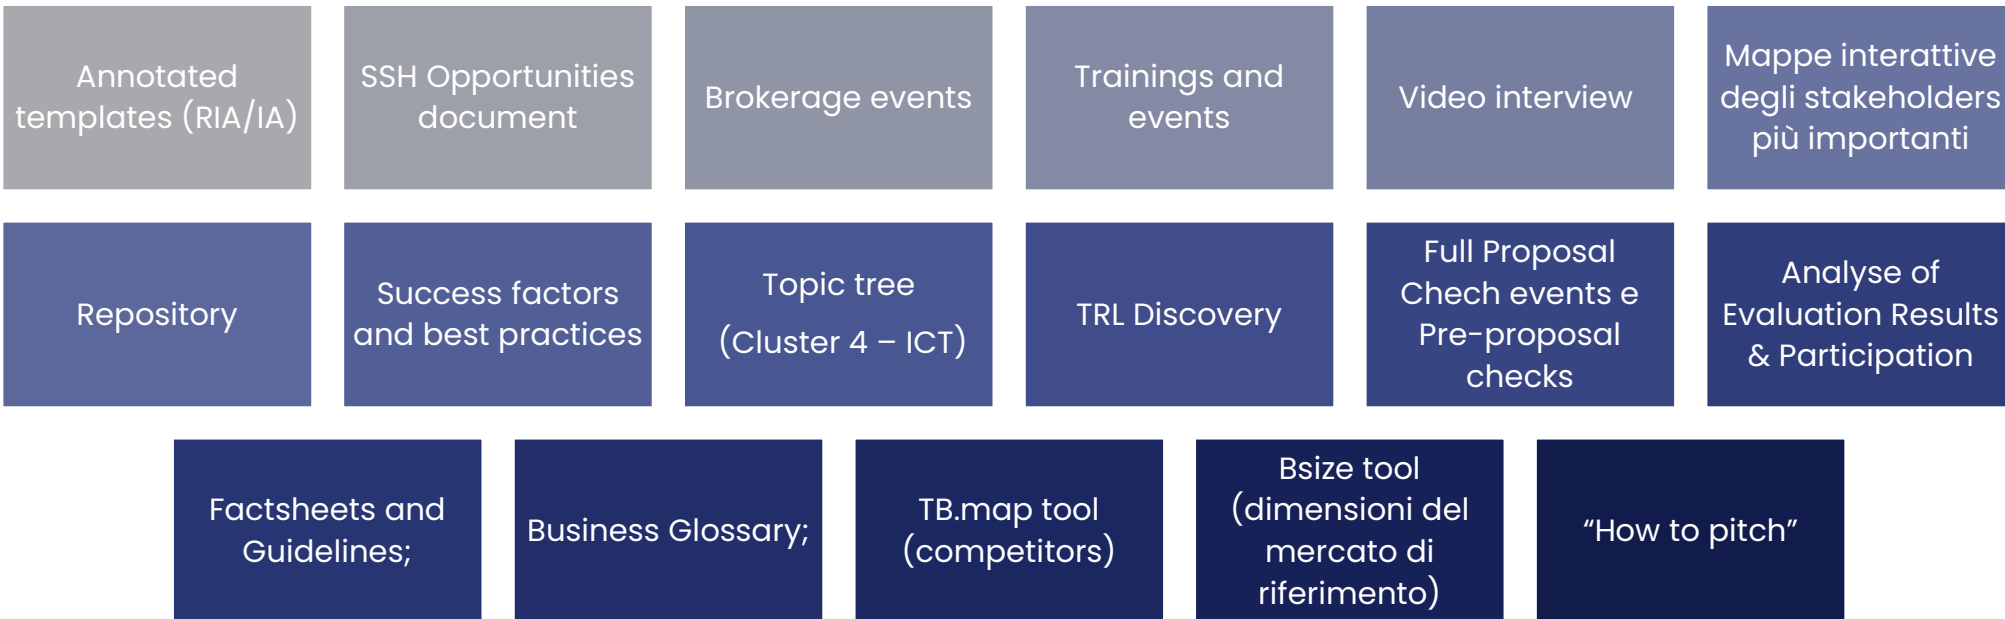 Annotated
templates (RIA/IA)
SSH Opportunities
document
Brokerage events
Trainings and
events
Video interview
Mappe interattive
degli stakeholders
più importanti
Repository
Success factors
and best practices
Topic tree
(Cluster 4 – ICT)
TRL Discovery
Full Proposal
Chech events e
Pre-proposal
checks
Analyse of
Evaluation Results
& Participation
Factsheets and
Guidelines;
Business Glossary;
TB.map tool
(competitors)
Bsize tool
(dimensioni del
mercato di
riferimento)
“How to pitch”